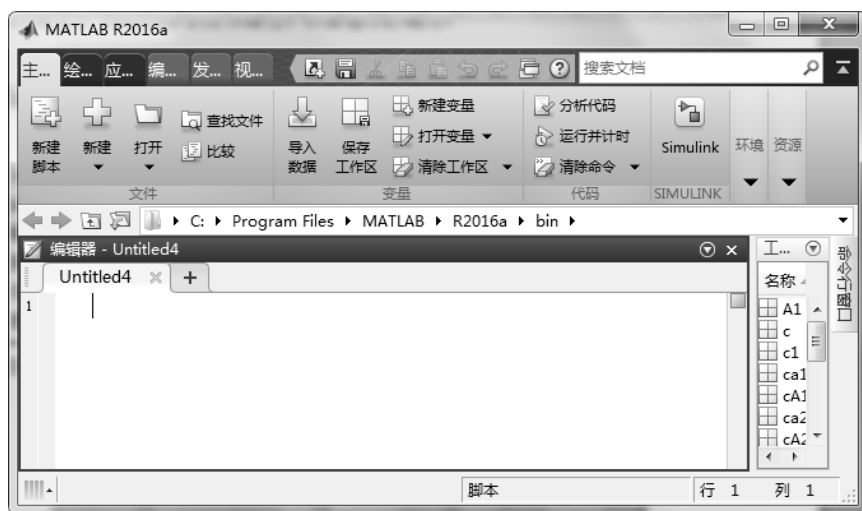 MATLAB R2016a
主... 绘... 应... 编... 发... 视... 搜索文档
新建脚本 新建 打开 查找文件 比较 导入数据 保存工作区 新建变量 打开变量 清除工作区 分析代码 运行并计时 清除命令 Simulink 环境 资源
文件 变量 代码 SIMULINK
C: Program Files MATLAB R2016a bin
编辑器 - Untitled4
Untitled4
1
工...
名称
A1
c
c1
ca1
cA1
ca2
cA2
命令行窗口
脚本 行 1 列 1